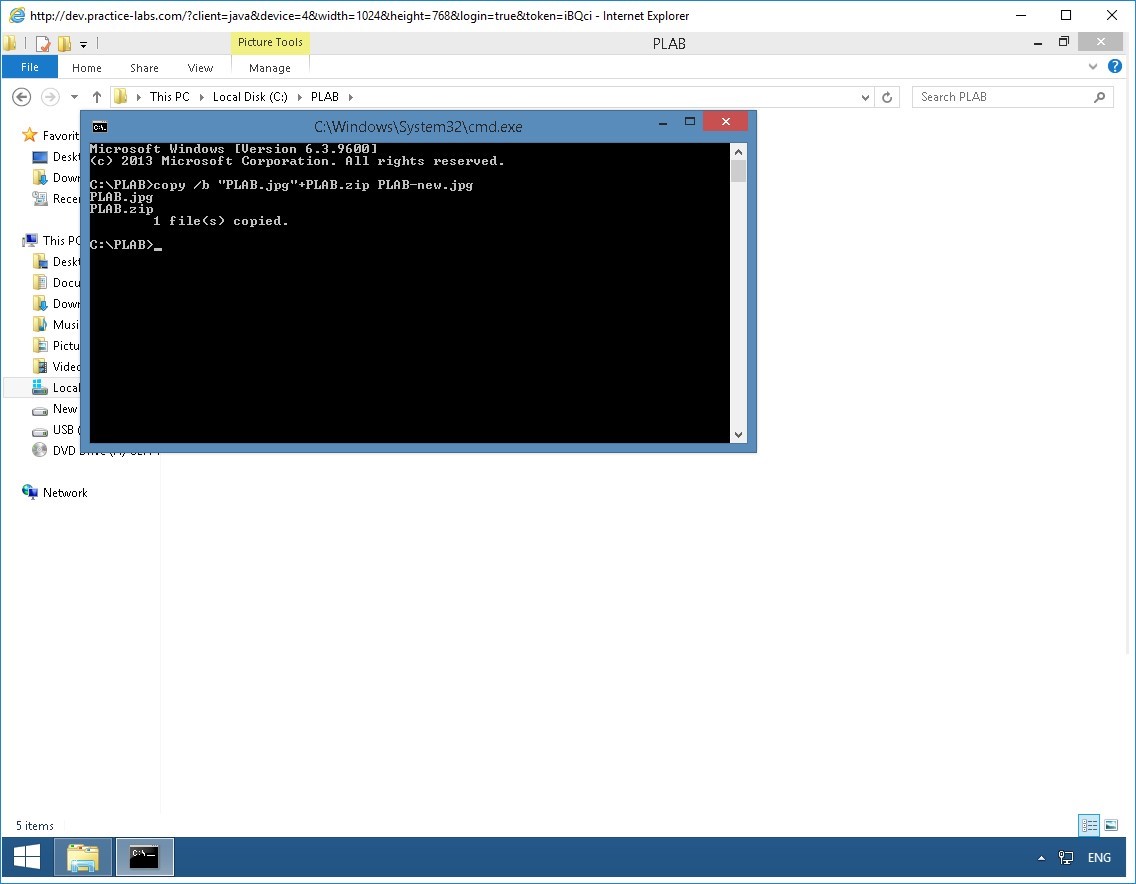 http://dev.practice-labs.com/?client=java&device=4&width=1024&height=768&login=true&token=iBQci - Internet Explorer
Picture Tools
PLAB
File
Home
Share
View
Manage
This PC
Local Disk (C:)
PLAB
Search PLAB
C:\Windows\System32\cmd.exe
Microsoft Windows [Version 6.3.9600]
(c) 2013 Microsoft Corporation. All rights reserved.
C:\PLAB>copy /b "PLAB.jpg"+PLAB.zip PLAB-new.jpg
PLAB.jpg
PLAB.zip
1 file(s) copied.
C:\PLAB>_
Favorit
Deskt
Down
Recen
This PC
Deskt
Docu
Down
Musi
Pictu
Video
Local
New
USB (
DVD
Network
5 items
ENG